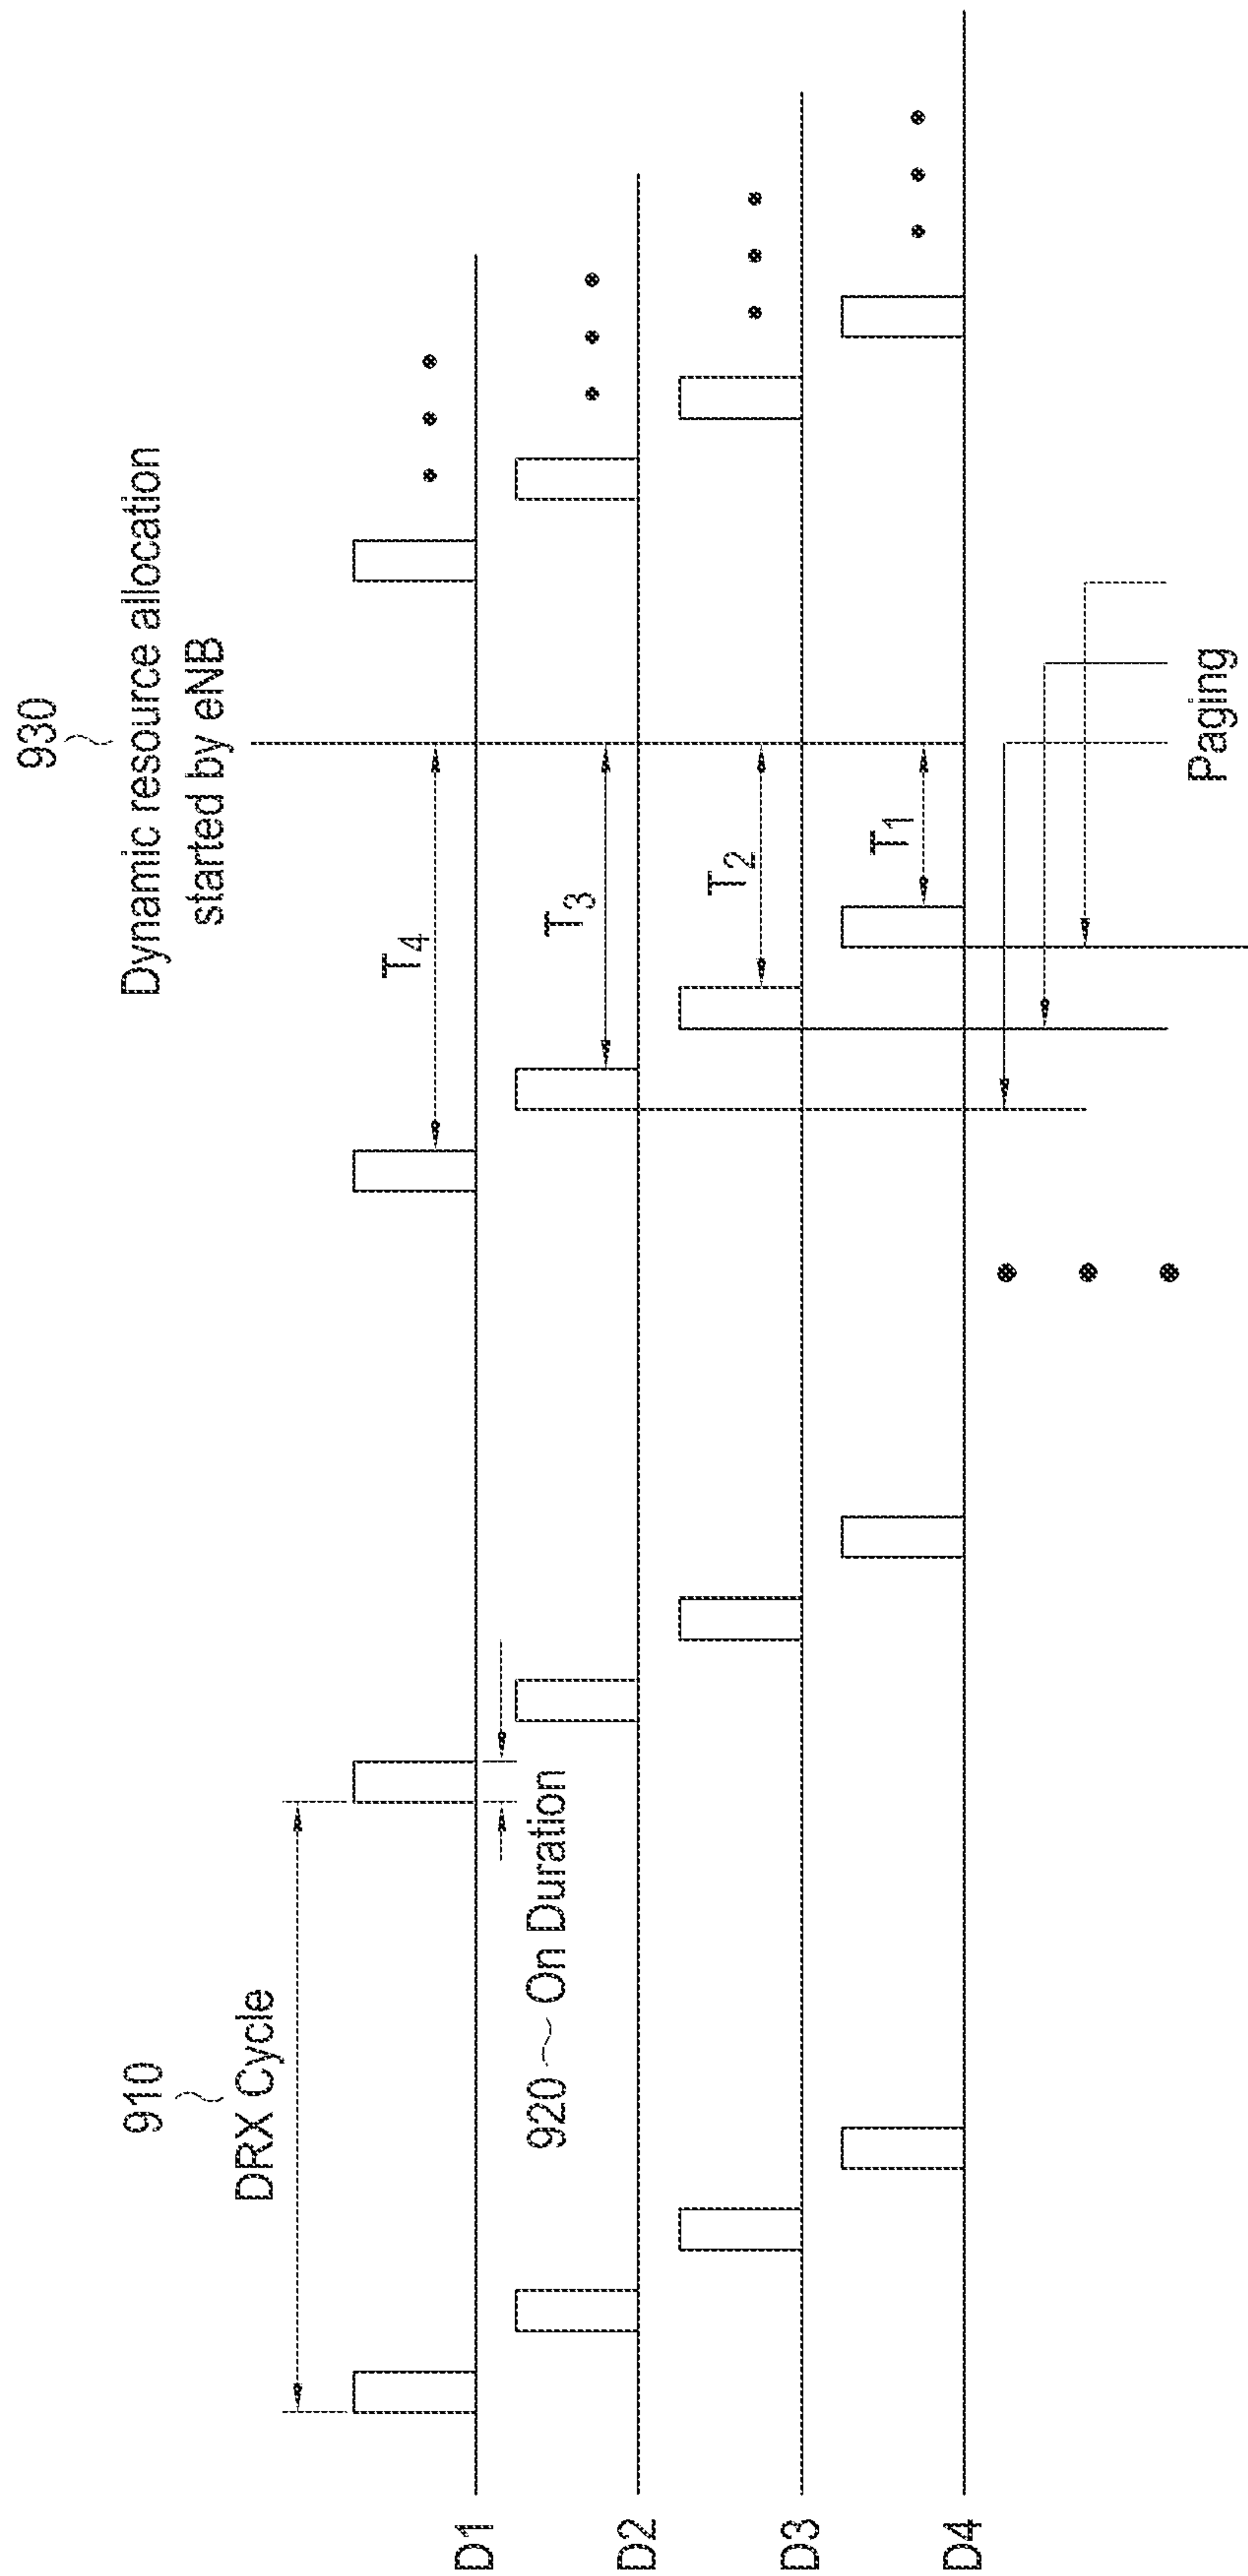 930
Dynamic resource allocation
started by eNB
910
DRX Cycle
D1
T4
920 On Duration
D2
T3
D3
T2
D4
T1
Paging